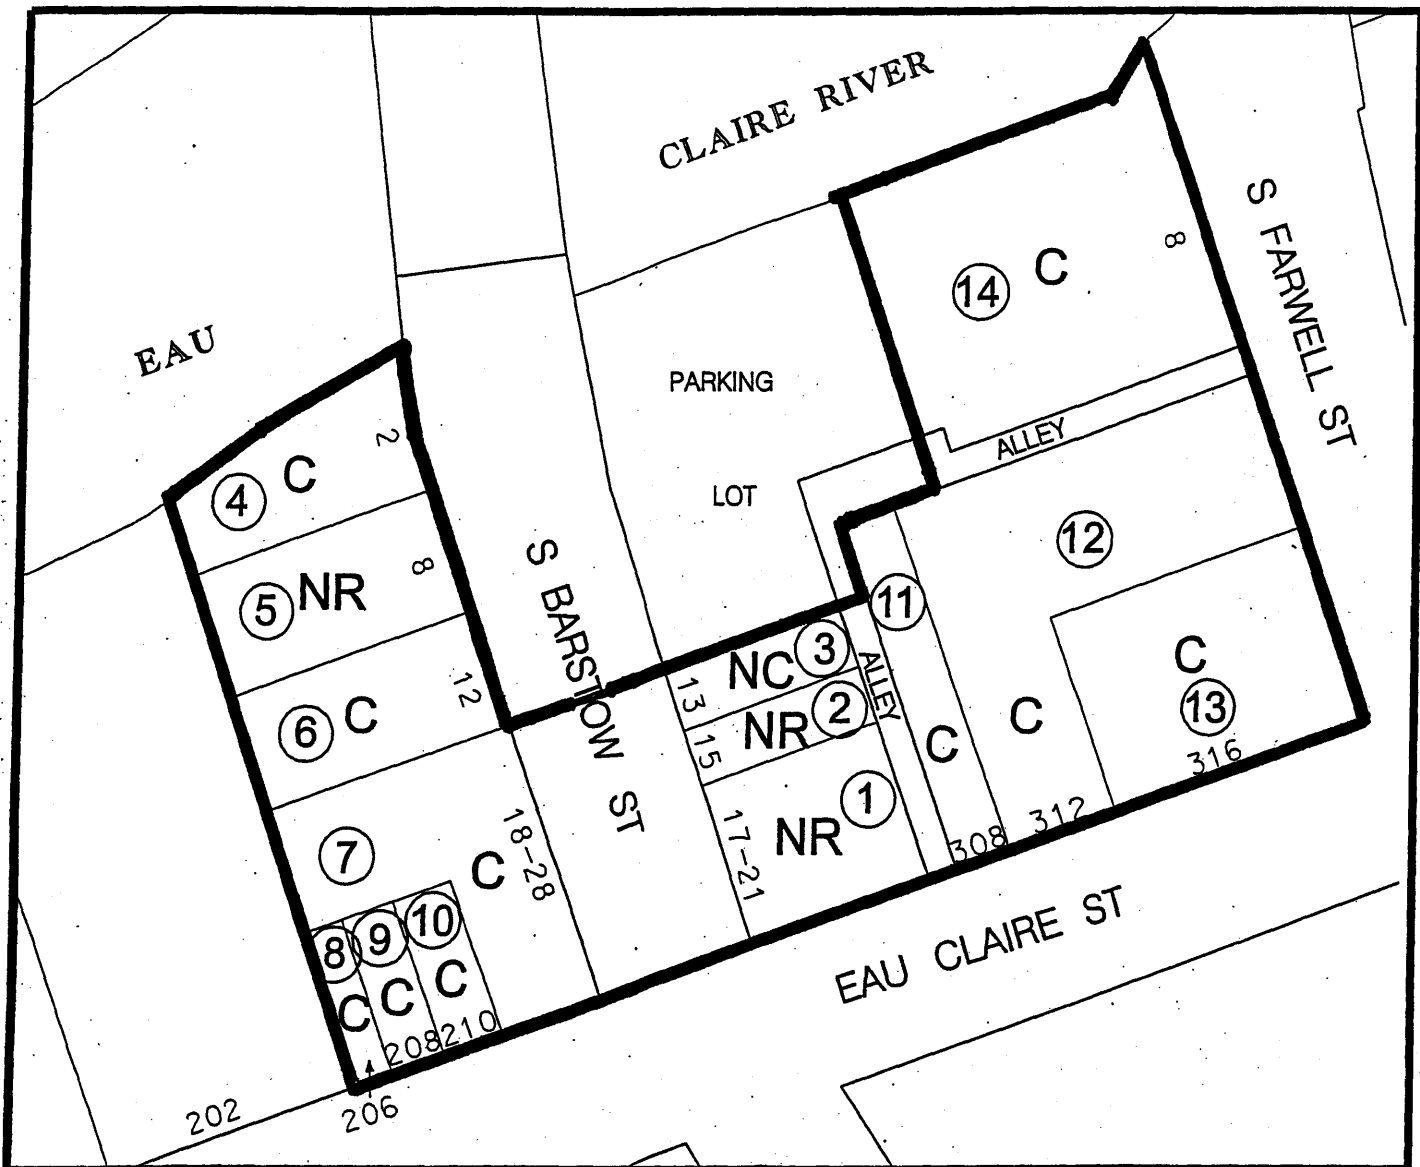 CLAIRE RIVER
EAU
S FARWELL ST
8
14 C
PARKING
LOT
ALLEY
2
4 C
8
5 NR
12
6 C
S BARSTOW ST
12
C
11
C
3 NC
13
ALLEY
2 NR
15
1 NR
17-21
C
13
316
312
308
7
C
18-28
8 9 10
C C C
208 210
206
202
EAU CLAIRE ST